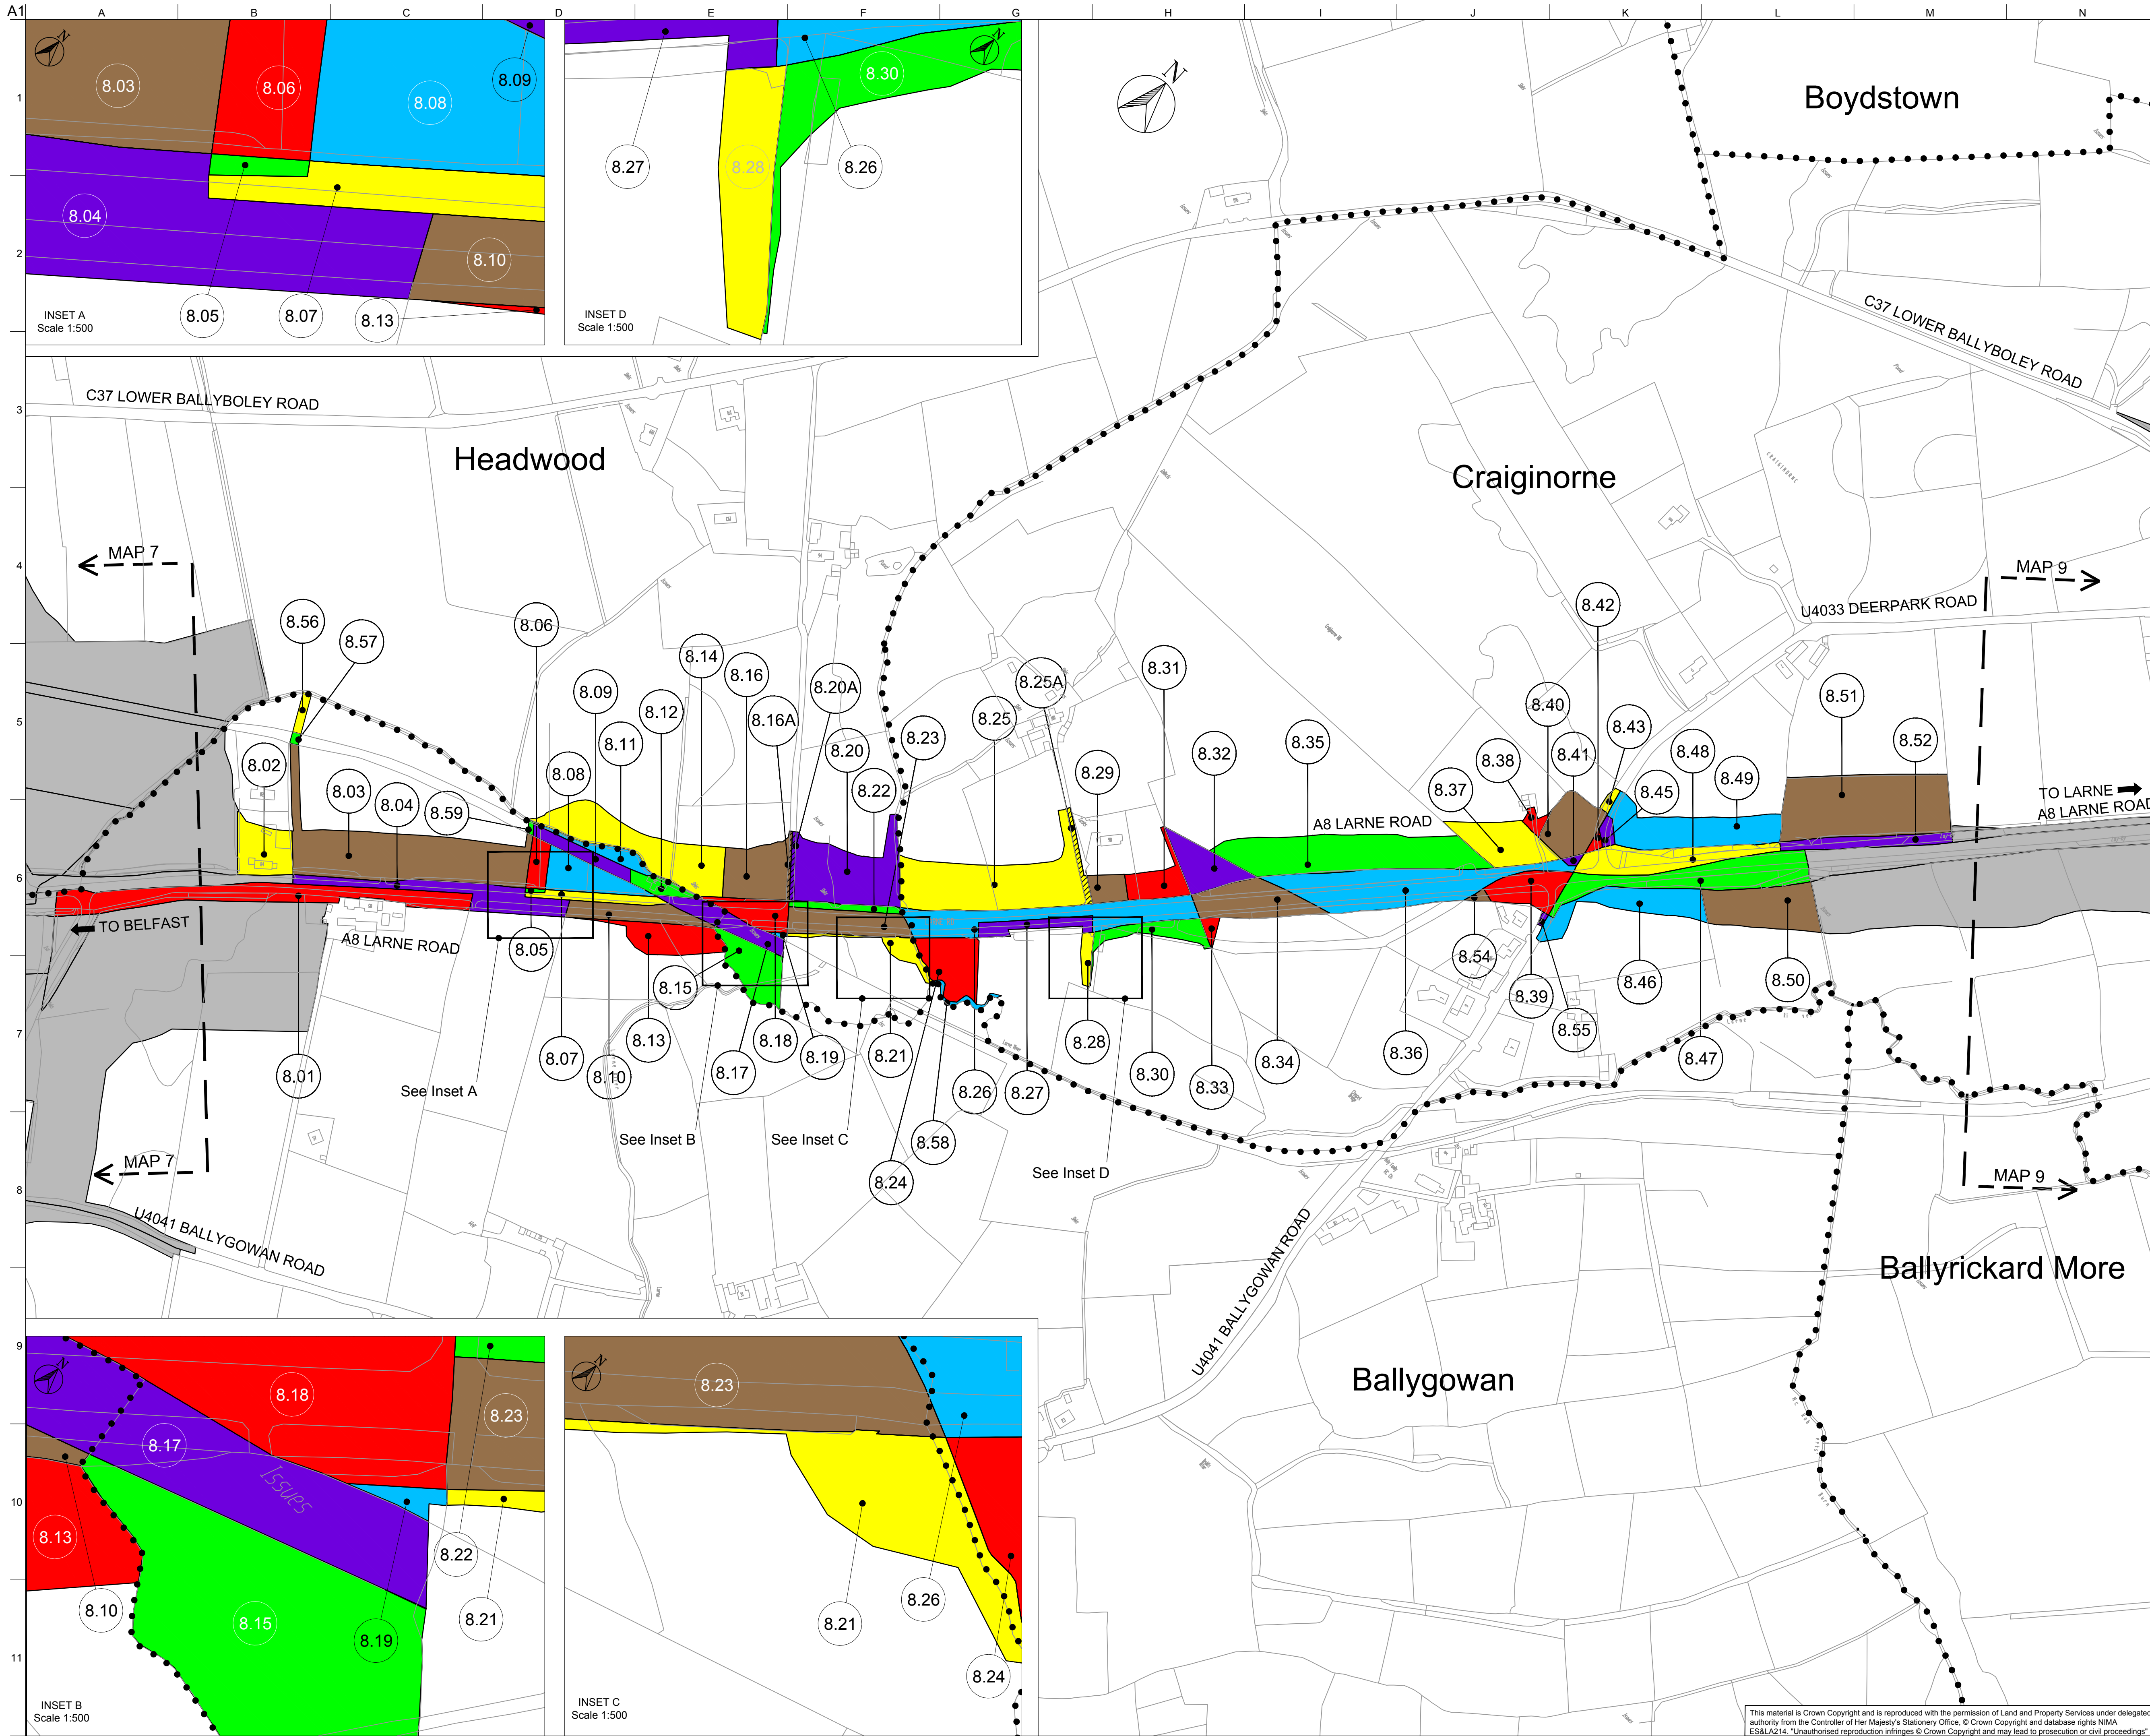 A1
A B C D E F G H I J K L M N
1
2
3
4
5
6
7
8
9
10
11
N
8.03
8.06
8.08
8.09
8.04
8.10
8.05
8.07
8.13
INSET A
Scale 1:500
N
8.30
8.28
8.27
8.26
INSET D
Scale 1:500
N
Boydstown
C37 LOWER BALLYBOLEY ROAD
C37 LOWER BALLYBOLEY ROAD
Headwood
Craiginorne
CRAIGINORNE
Pond
Pond
MAP 7
MAP 9
U4033 DEERPARK ROAD
8.56
8.57
8.06
8.42
8.14
8.16
8.20A
8.25A
8.31
8.09
8.12
8.16A
8.25
8.23
8.40
8.43
8.51
8.11
8.20
8.32
8.35
8.38
8.41
8.48
8.52
8.02
8.08
8.22
8.29
8.37
8.45
8.49
8.03
8.04
8.59
A8 LARNE ROAD
TO LARNE
A8 LARNE ROAD
TO BELFAST
A8 LARNE ROAD
8.05
8.15
8.54
8.39
8.46
8.50
8.01
8.07
8.10
8.13
8.17
8.18
8.19
8.21
8.26
8.27
8.28
8.30
8.33
8.34
8.36
8.55
8.47
See Inset A
See Inset B
See Inset C
8.58
8.24
See Inset D
MAP 7
MAP 9
U4041 BALLYGOWAN ROAD
U4041 BALLYGOWAN ROAD
Ballyrickard More
Ballygowan
N
8.18
8.23
8.17
Issues
8.13
8.22
8.10
8.15
8.19
8.21
INSET B
Scale 1:500
N
8.23
8.26
8.21
8.24
INSET C
Scale 1:500
This material is Crown Copyright and is reproduced with the permission of Land and Property Services under delegated
authority from the Controller of Her Majesty's Stationery Office, © Crown Copyright and database rights NIMA
ES&LA214. "Unauthorised reproduction infringes © Crown Copyright and may lead to prosecution or civil proceedings"